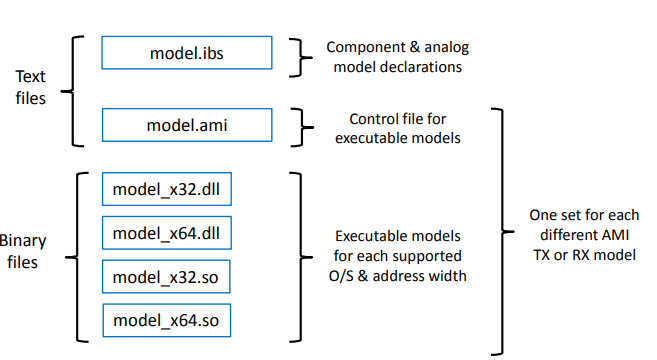 Text
files
model.ibs
Component & analog
model declarations
model.ami
Control file for
executable models
Binary
files
model_x32.dll
model_x64.dll
model_x32.so
model_x64.so
Executable models
for each supported
O/S & address width
One set for each
different AMI
TX or RX model